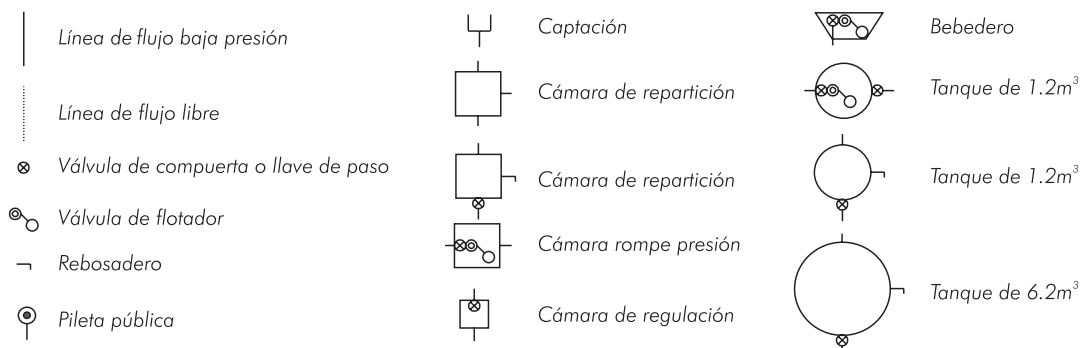 Línea de flujo baja presión
Línea de flujo libre
Válvula de compuerta o llave de paso
Válvula de flotador
Rebosadero
Pileta pública
Captación
Cámara de repartición
Cámara de repartición
Cámara rompe presión
Cámara de regulación
Bebedero
Tanque de 1.2m³
Tanque de 1.2m³
Tanque de 6.2m³